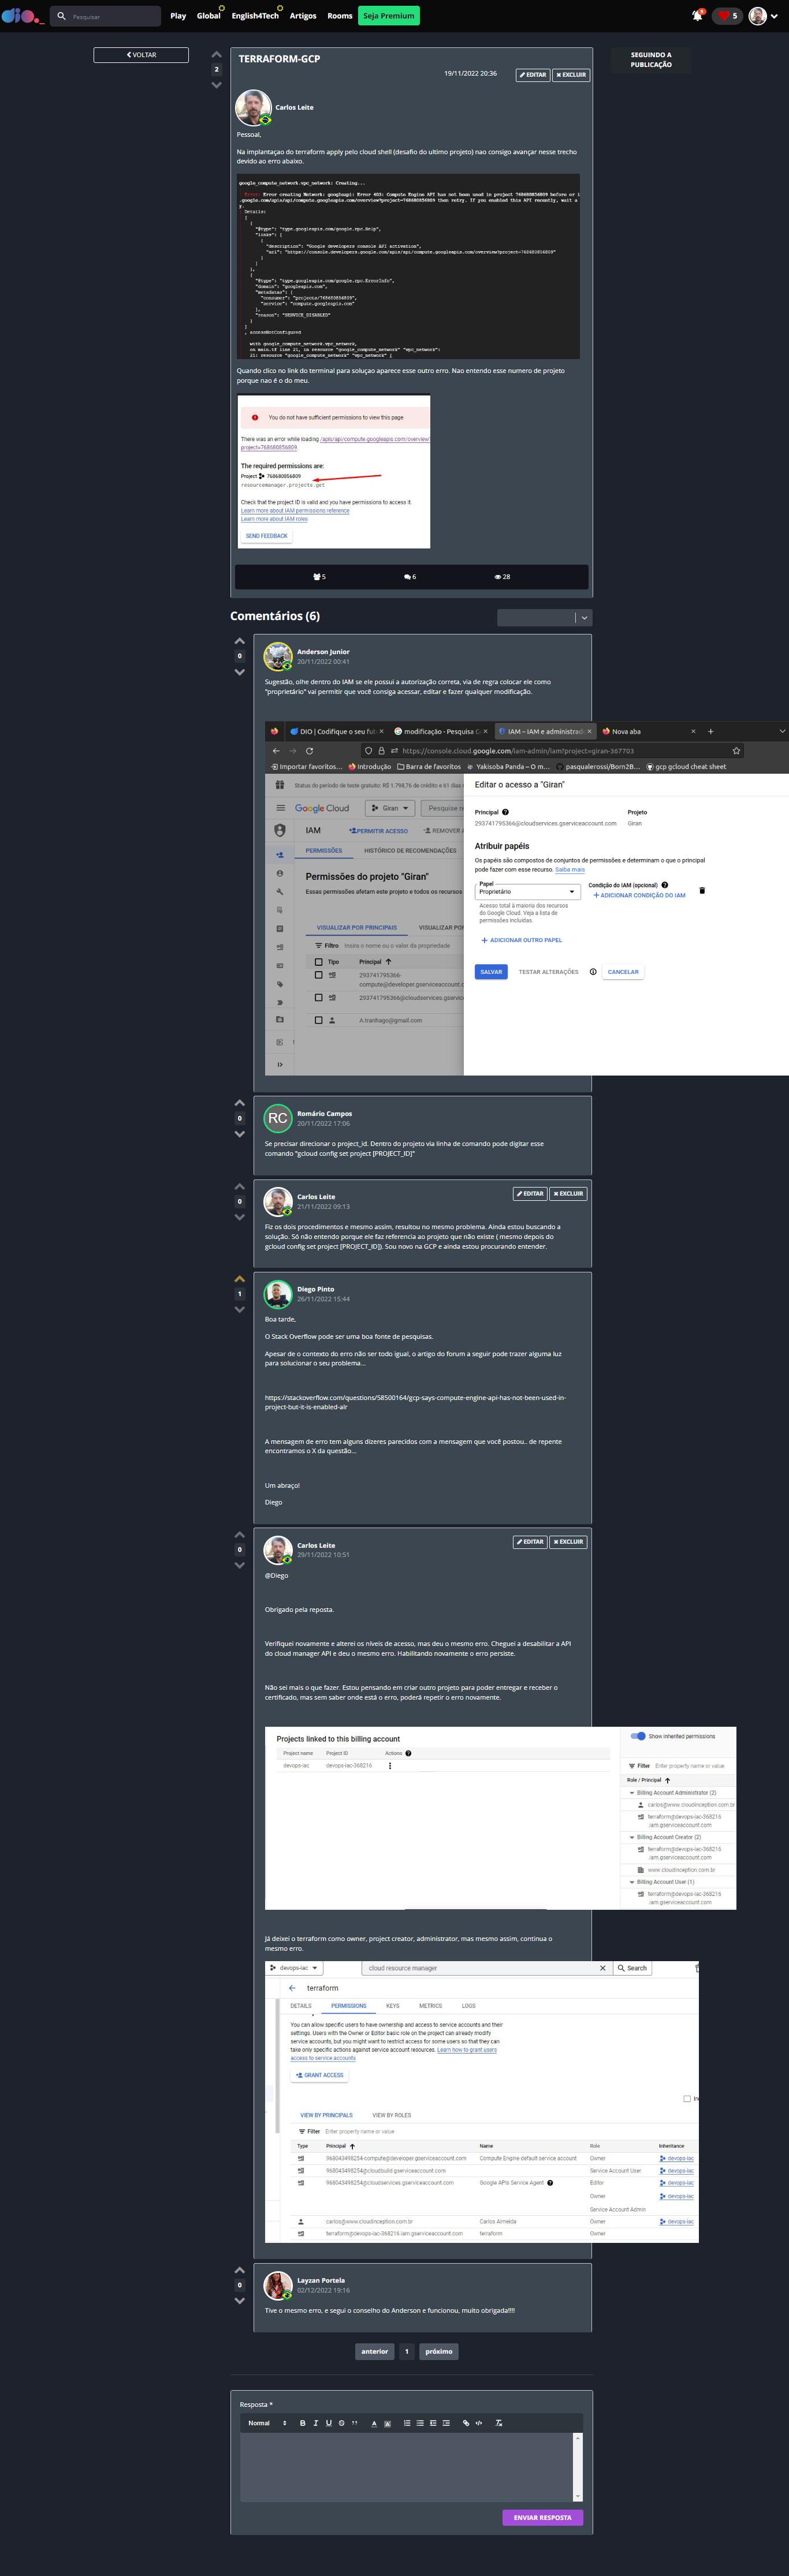 dio._
Pesquisar
Play
Global
English4Tech
Artigos
Rooms
Seja Premium
5
VOLTAR
2
TERRAFORM-GCP
19/11/2022 20:36
EDITAR
EXCLUIR
SEGUINDO A
PUBLICAÇÃO
Carlos Leite
Pessoal,
Na implantaçao do terraform apply pelo cloud shell (desafio do ultimo projeto) nao consigo avançar nesse trecho
devido ao erro abaixo.
google_compute_network.vpc_network: Creating...
Error: Error creating Network: googleapi: Error 403: Compute Engine API has not been used in project 768680856809 before or i
.google.com/apis/api/compute.googleapis.com/overview?project=768680856809 then retry. If you enabled this API recently, wait a
y.
Details:
[
{
"@type": "type.googleapis.com/google.rpc.Help",
"links": [
{
"description": "Google developers console API activation",
"url": "https://console.developers.google.com/apis/api/compute.googleapis.com/overview?project=768680856809"
}
]
},
{
"@type": "type.googleapis.com/google.rpc.ErrorInfo",
"domain": "googleapis.com",
"metadatas": {
"consumer": "projects/768680856809",
"service": "compute.googleapis.com"
},
"reason": "SERVICE_DISABLED"
}
]
, accessNotConfigured
with google_compute_network.vpc_network,
on main.tf line 21, in resource "google_compute_network" "vpc_network":
21: resource "google_compute_network" "vpc_network" {
Quando clico no link do terminal para soluçao aparece esse outro erro. Nao entendo esse numero de projeto
porque nao é o do meu.
You do not have sufficient permissions to view this page
There was an error while loading /apis/api/compute.googleapis.com/overview?
project=768680856809
The required permissions are:
Project 768680856809
resourcemanager.projects.get
Check that the project ID is valid and you have permissions to access it.
Learn more about IAM permissions reference
Learn more about IAM roles
SEND FEEDBACK
5
6
28
Comentários (6)
0
Anderson Junior
20/11/2022 00:41
Sugestão, olhe dentro do IAM se ele possui a autorização correta, via de regra colocar ele como
"proprietário" vai permitir que você consiga acessar, editar e fazer qualquer modificação.
DIO | Codifique o seu fut
modificação - Pesquisa G
IAM – IAM e administrado
Nova aba
https://console.cloud.google.com/iam-admin/iam?project=giran-367703
Importar favoritos...
Introdução
Barra de favoritos
Yakisoba Panda – O m...
pasqualerossi/Born2B...
gcp gcloud cheat sheet
Status do período de teste gratuito: R$ 1.798,76 de crédito e 61 dias
Google Cloud
Giran
Pesquise re
IAM
PERMITIR ACESSO
REMOVER A
PERMISSÕES
HISTÓRICO DE RECOMENDAÇÕES
Permissões do projeto "Giran"
Essas permissões afetam este projeto e todos os recursos
VISUALIZAR POR PRINCIPAIS
VISUALIZAR POR
Filtro
Insira o nome ou o valor da propriedade
Tipo
Principal
293741795366-
compute@developer.gserviceaccount.c
293741795366@cloudservices.gservice
A.tranhago@gmail.com
Editar o acesso a "Giran"
Principal
Projeto
293741795366@cloudservices.gserviceaccount.com
Giran
Atribuir papéis
Os papéis são compostos de conjuntos de permissões e determinam o que o principal
pode fazer com esse recurso. Saiba mais
Papel
Proprietário
Condição do IAM (opcional)
ADICIONAR CONDIÇÃO DO IAM
Acesso total à maioria dos recursos
do Google Cloud. Veja a lista de
permissões incluídas.
ADICIONAR OUTRO PAPEL
SALVAR
TESTAR ALTERAÇÕES
CANCELAR
0
RC
Romário Campos
20/11/2022 17:06
Se precisar direcionar o project_id. Dentro do projeto via linha de comando pode digitar esse
comando "gcloud config set project [PROJECT_ID]"
0
Carlos Leite
21/11/2022 09:13
EDITAR
EXCLUIR
Fiz os dois procedimentos e mesmo assim, resultou no mesmo problema. Ainda estou buscando a
solução. Só não entendo porque ele faz referencia ao projeto que não existe ( mesmo depois do
gcloud config set project [PROJECT_ID]). Sou novo na GCP e ainda estou procurando entender.
1
Diego Pinto
26/11/2022 15:44
Boa tarde,
O Stack Overflow pode ser uma boa fonte de pesquisas.
Apesar de o contexto do erro não ser todo igual, o artigo do forum a seguir pode trazer alguma luz
para solucionar o seu problema...
https://stackoverflow.com/questions/58500164/gcp-says-compute-engine-api-has-not-been-used-in-
project-but-it-is-enabled-alr
A mensagem de erro tem alguns dizeres parecidos com a mensagem que você postou.. de repente
encontramos o X da questão...
Um abraço!
Diego
0
Carlos Leite
29/11/2022 10:51
EDITAR
EXCLUIR
@Diego
Obrigado pela reposta.
Verifiquei novamente e alterei os níveis de acesso, mas deu o mesmo erro. Cheguei a desabilitar a API
do cloud manager API e deu o mesmo erro. Habilitando novamente o erro persiste.
Não sei mais o que fazer. Estou pensando em criar outro projeto para poder entregar e receber o
certificado, mas sem saber onde está o erro, poderá repetir o erro novamente.
Projects linked to this billing account
Project name
Project ID
Actions
devops-iac
devops-iac-368216
Show inherited permissions
Filter
Enter property name or value
Role / Principal
Billing Account Administrator (2)
carlos@www.cloudinception.com.br
terraform@devops-iac-368216
.iam.gserviceaccount.com
Billing Account Creator (2)
terraform@devops-iac-368216
.iam.gserviceaccount.com
www.cloudinception.com.br
Billing Account User (1)
terraform@devops-iac-368216
.iam.gserviceaccount.com
Já deixei o terraform como owner, project creator, administrator, mas mesmo assim, continua o
mesmo erro.
devops-iac
cloud resource manager
Search
terraform
DETAILS
PERMISSIONS
KEYS
METRICS
LOGS
You can allow specific users to have ownership and access to service accounts and their
settings. Users with the Owner or Editor basic role on the project can already modify
service accounts, but you might want to restrict access for some users so that they can
take only specific actions against service account resources. Learn how to grant users
access to service accounts
GRANT ACCESS
VIEW BY PRINCIPALS
VIEW BY ROLES
Filter
Enter property name or value
Type
Principal
Name
Role
Inheritance
968043498254-compute@developer.gserviceaccount.com
Compute Engine default service account
Owner
devops-iac
968043498254@cloudbuild.gserviceaccount.com
Service Account User
devops-iac
968043498254@cloudservices.gserviceaccount.com
Google APIs Service Agent
Editor
devops-iac
Owner
devops-iac
Service Account Admin
carlos@www.cloudinception.com.br
Carlos Almeida
Owner
devops-iac
terraform@devops-iac-368216.iam.gserviceaccount.com
terraform
Owner
0
Layzan Portela
02/12/2022 19:16
Tive o mesmo erro, e segui o conselho do Anderson e funcionou, muito obrigada!!!!
anterior
1
próximo
Resposta *
Normal
ENVIAR RESPOSTA